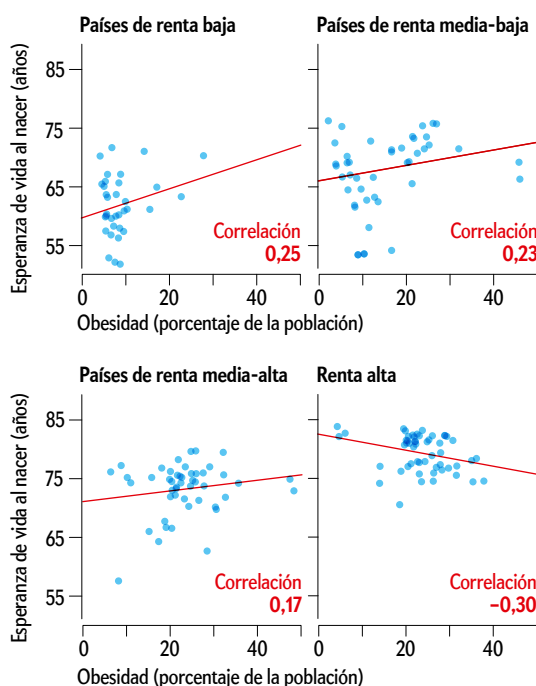 Países de renta baja
Países de renta media-baja
Esperanza de vida al nacer (años)
85
75
65
55
Correlación
0,25
Correlación
0,23
0
20
40
0
20
40
Obesidad (porcentaje de la población)
Países de renta media-alta
Renta alta
Esperanza de vida al nacer (años)
85
75
65
55
Correlación
0,17
Correlación
–0,30
0
20
40
0
20
40
Obesidad (porcentaje de la población)